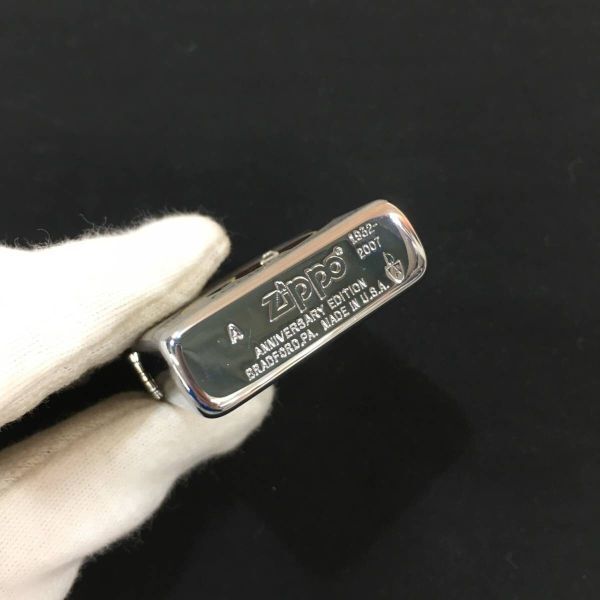 zippo® 1932-
2007
A
ANNIVERSARY EDITION
BRADFORD,PA. MADE IN U.S.A.